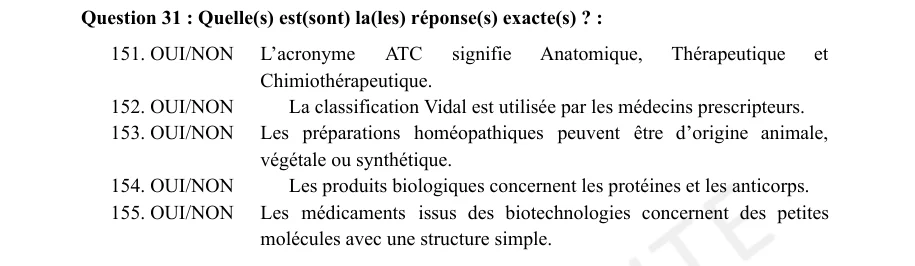 Question 31 : Quelle(s) est(sont) la(les) réponse(s) exacte(s) ? :
151. OUI/NON L'acronyme ATC signifie Anatomique, Thérapeutique et
Chimiothérapeutique.
152. OUI/NON La classification Vidal est utilisée par les médecins prescripteurs.
153. OUI/NON Les préparations homéopathiques peuvent être d'origine animale,
végétale ou synthétique.
154. OUI/NON Les produits biologiques concernent les protéines et les anticorps.
155. OUI/NON Les médicaments issus des biotechnologies concernent des petites
molécules avec une structure simple.